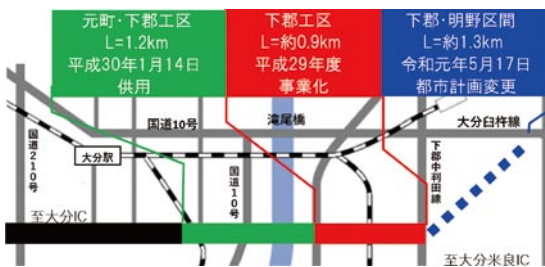 元町・下郡工区
L=1.2km
平成30年1月14日
供用
下郡工区
L=約0.9km
平成29年度
事業化
下郡・明野区間
L=約1.3km
令和元年5月17日
都市計画変更
国道10号
滝尾橋
大分臼杵線
国道210号
大分駅
国道10号
下郡中判田線
至大分IC
至大分米良IC